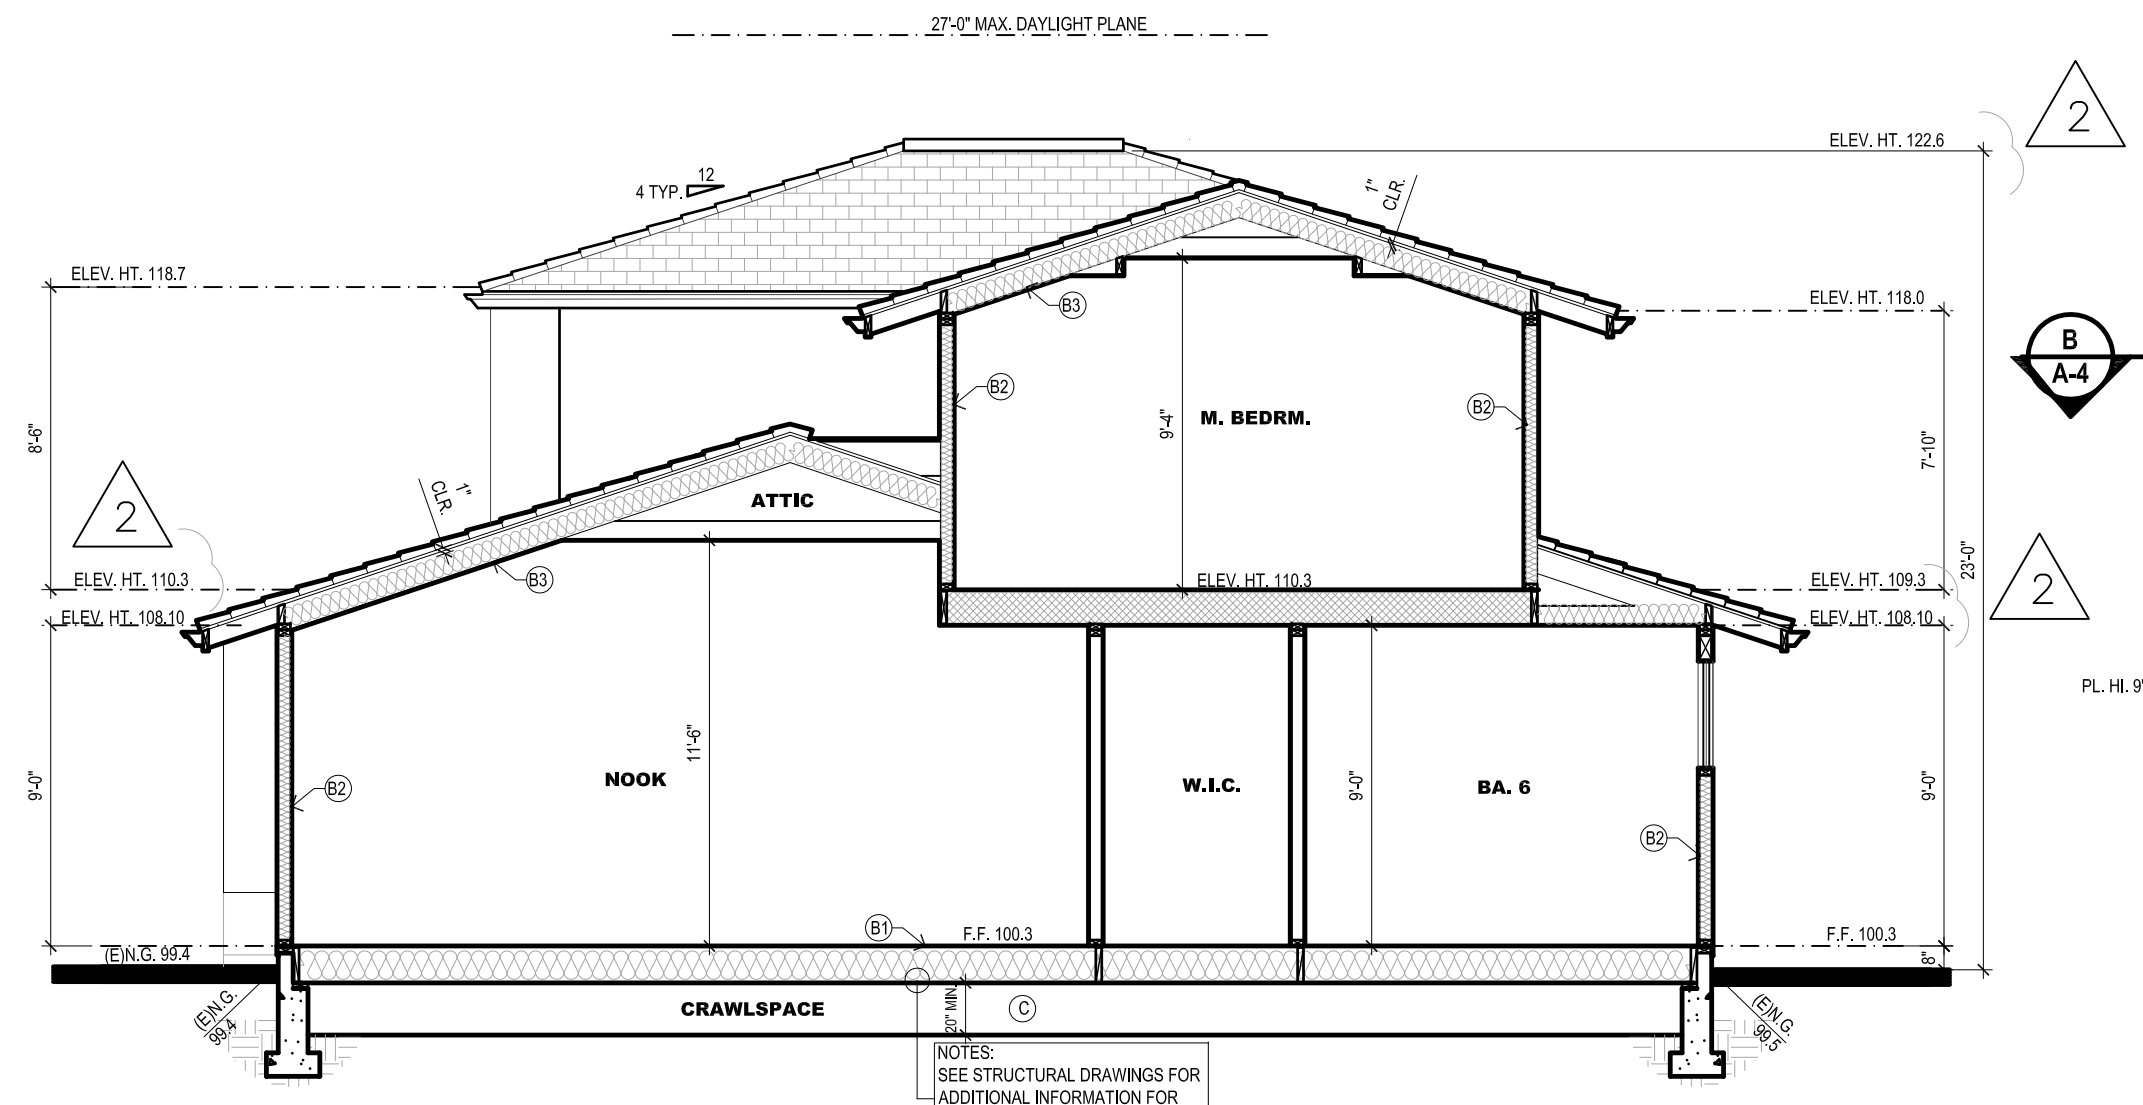 27'-0" MAX. DAYLIGHT PLANE
2
ELEV. HT. 122.6
12
4 TYP.
1"
CLR.
ELEV. HT. 118.7
ELEV. HT. 118.0
B3
B
A-4
B2
B2
9'-4"
M. BEDRM.
8'-6"
7'-10"
2
1"
CLR.
ATTIC
23'-0"
2
ELEV. HT. 110.3
B3
ELEV. HT. 110.3
ELEV. HT. 109.3
ELEV. HT. 108.10
ELEV. HT. 108.10
PL. HI. 9'
11'-6"
9'-0"
NOOK
B2
W.I.C.
9'-0"
BA. 6
9'-0"
B2
B1
F.F. 100.3
F.F. 100.3
(E)N.G. 99.4
8"
(E)N.G.
99.4
CRAWLSPACE
20" MIN.
C
(E)N.G.
99.5
NOTES:
SEE STRUCTURAL DRAWINGS FOR
ADDITIONAL INFORMATION FOR